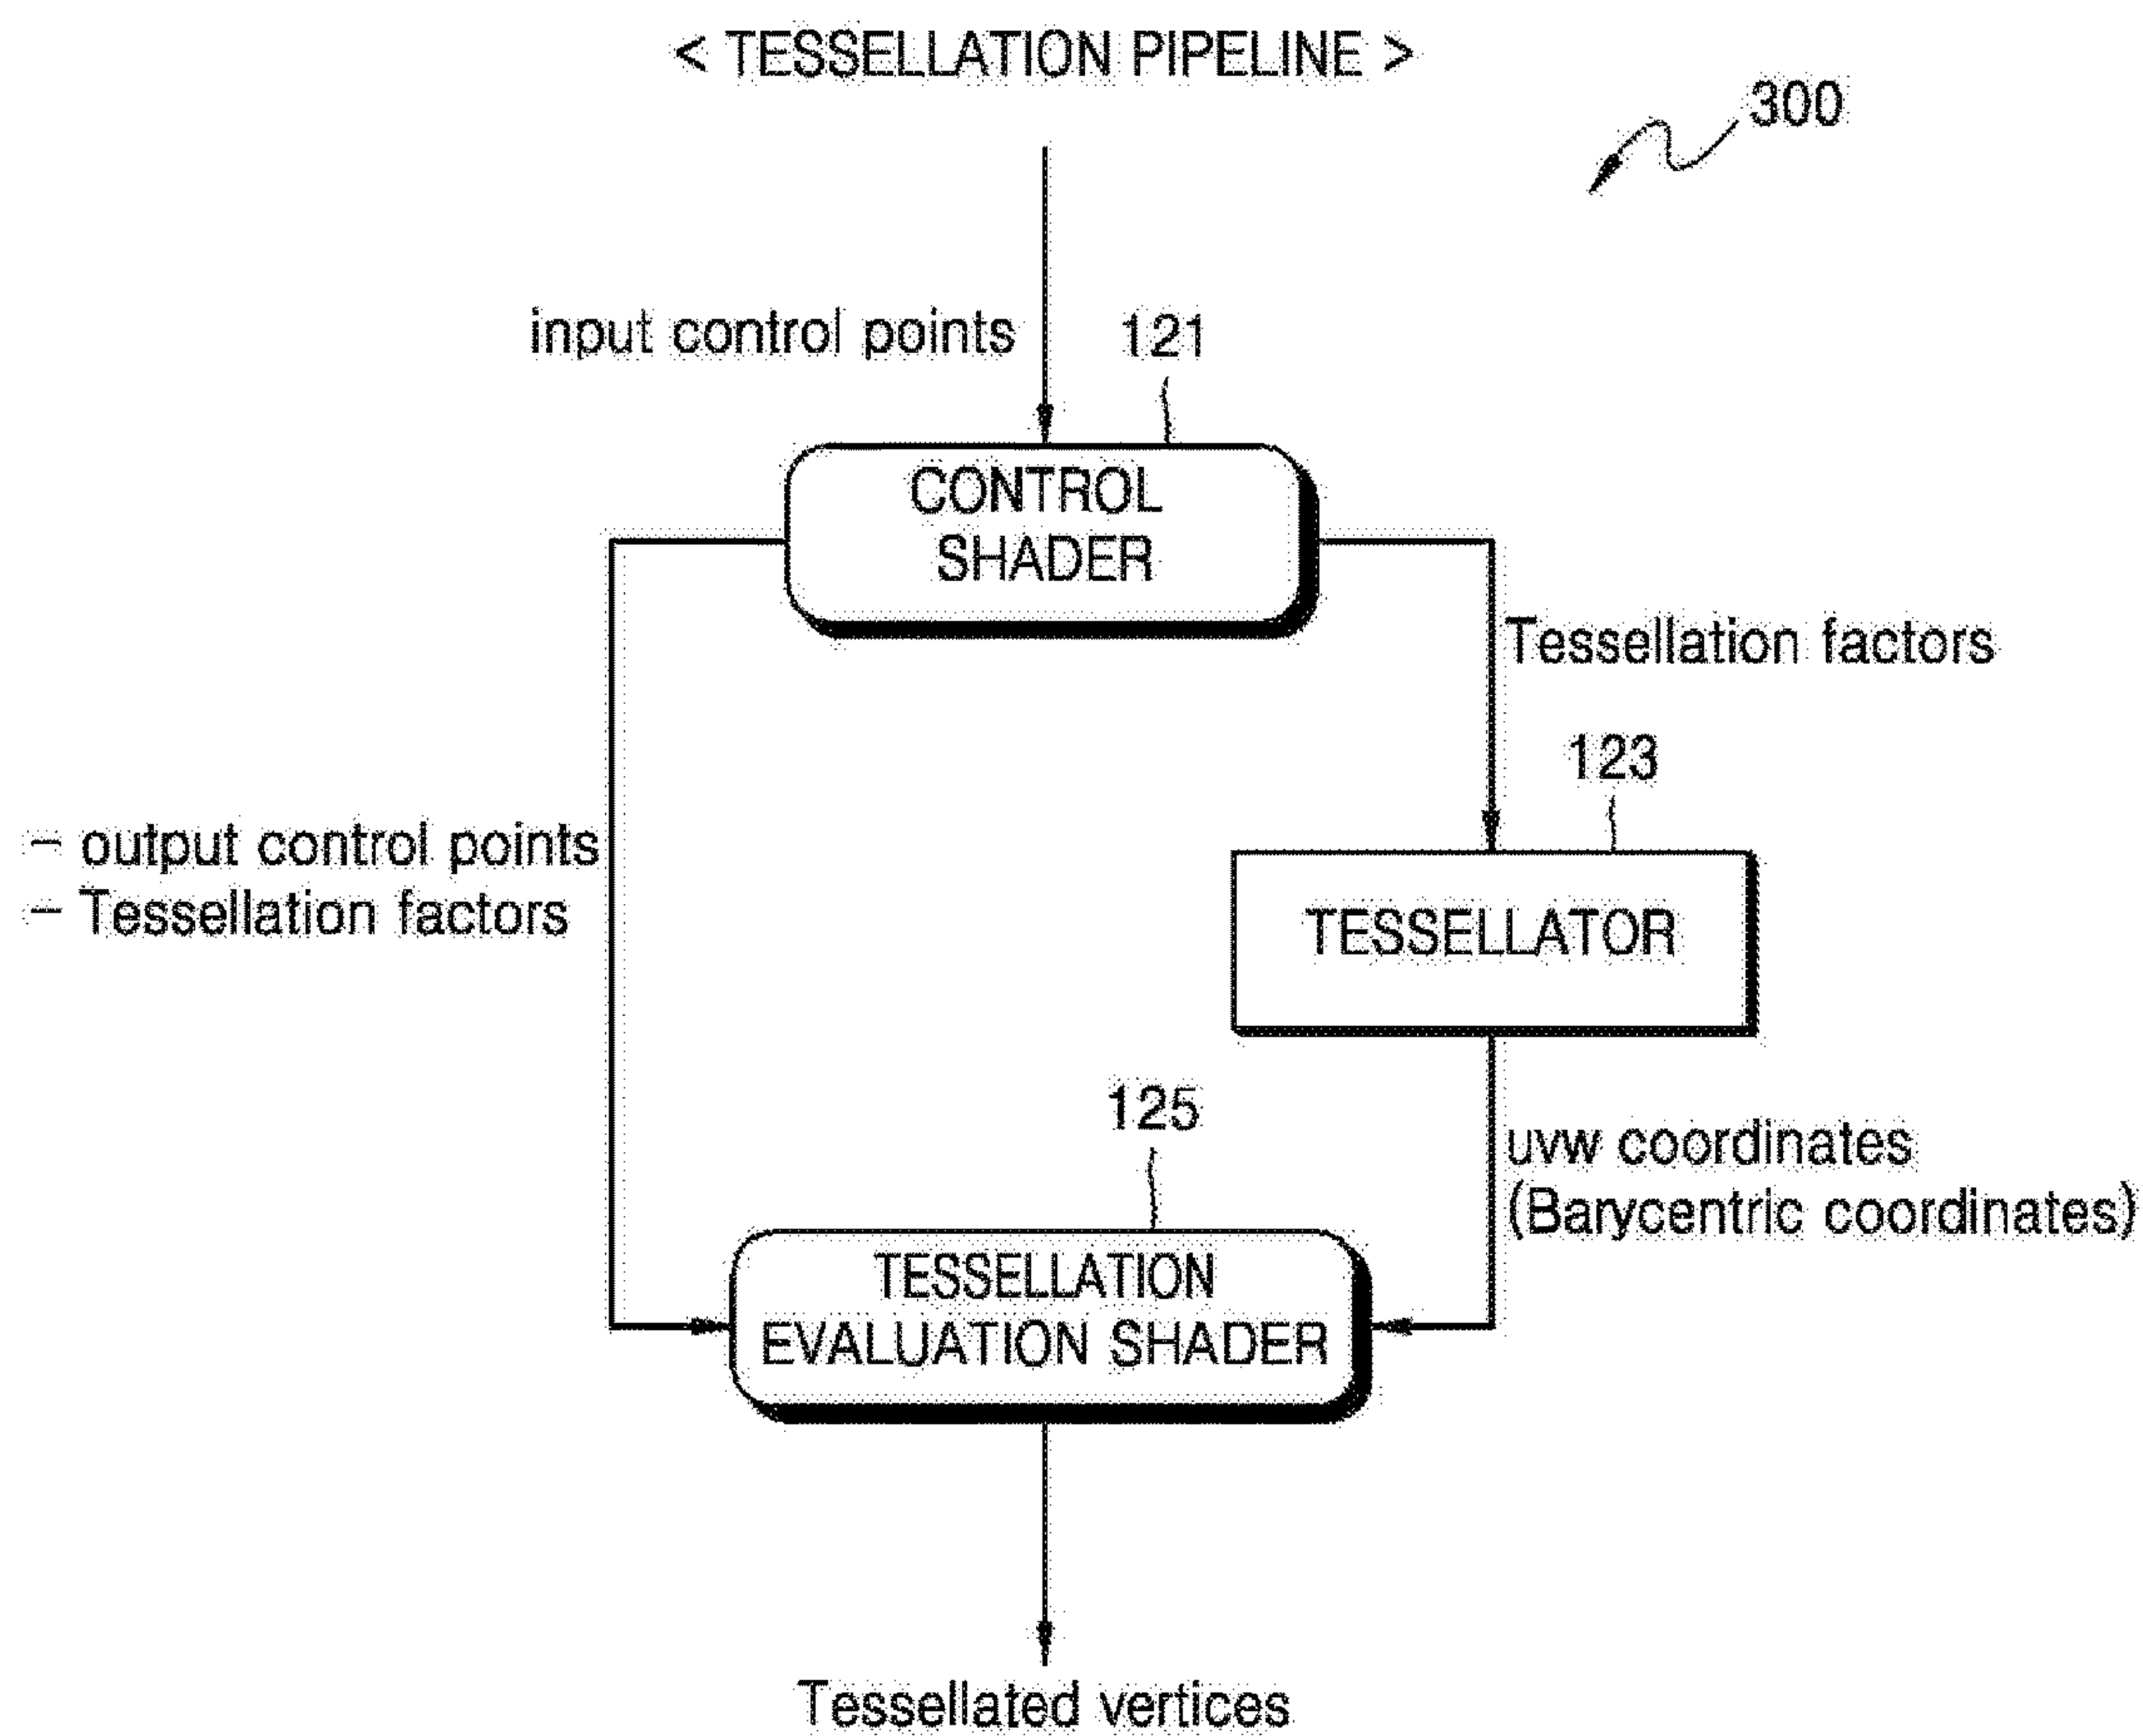 < TESSELLATION PIPELINE >
300
input control points
121
CONTROL
SHADER
Tessellation factors
123
- output control points
- Tessellation factors
TESSELLATOR
125
uvw coordinates
(Barycentric coordinates)
TESSELLATION
EVALUATION SHADER
Tessellated vertices